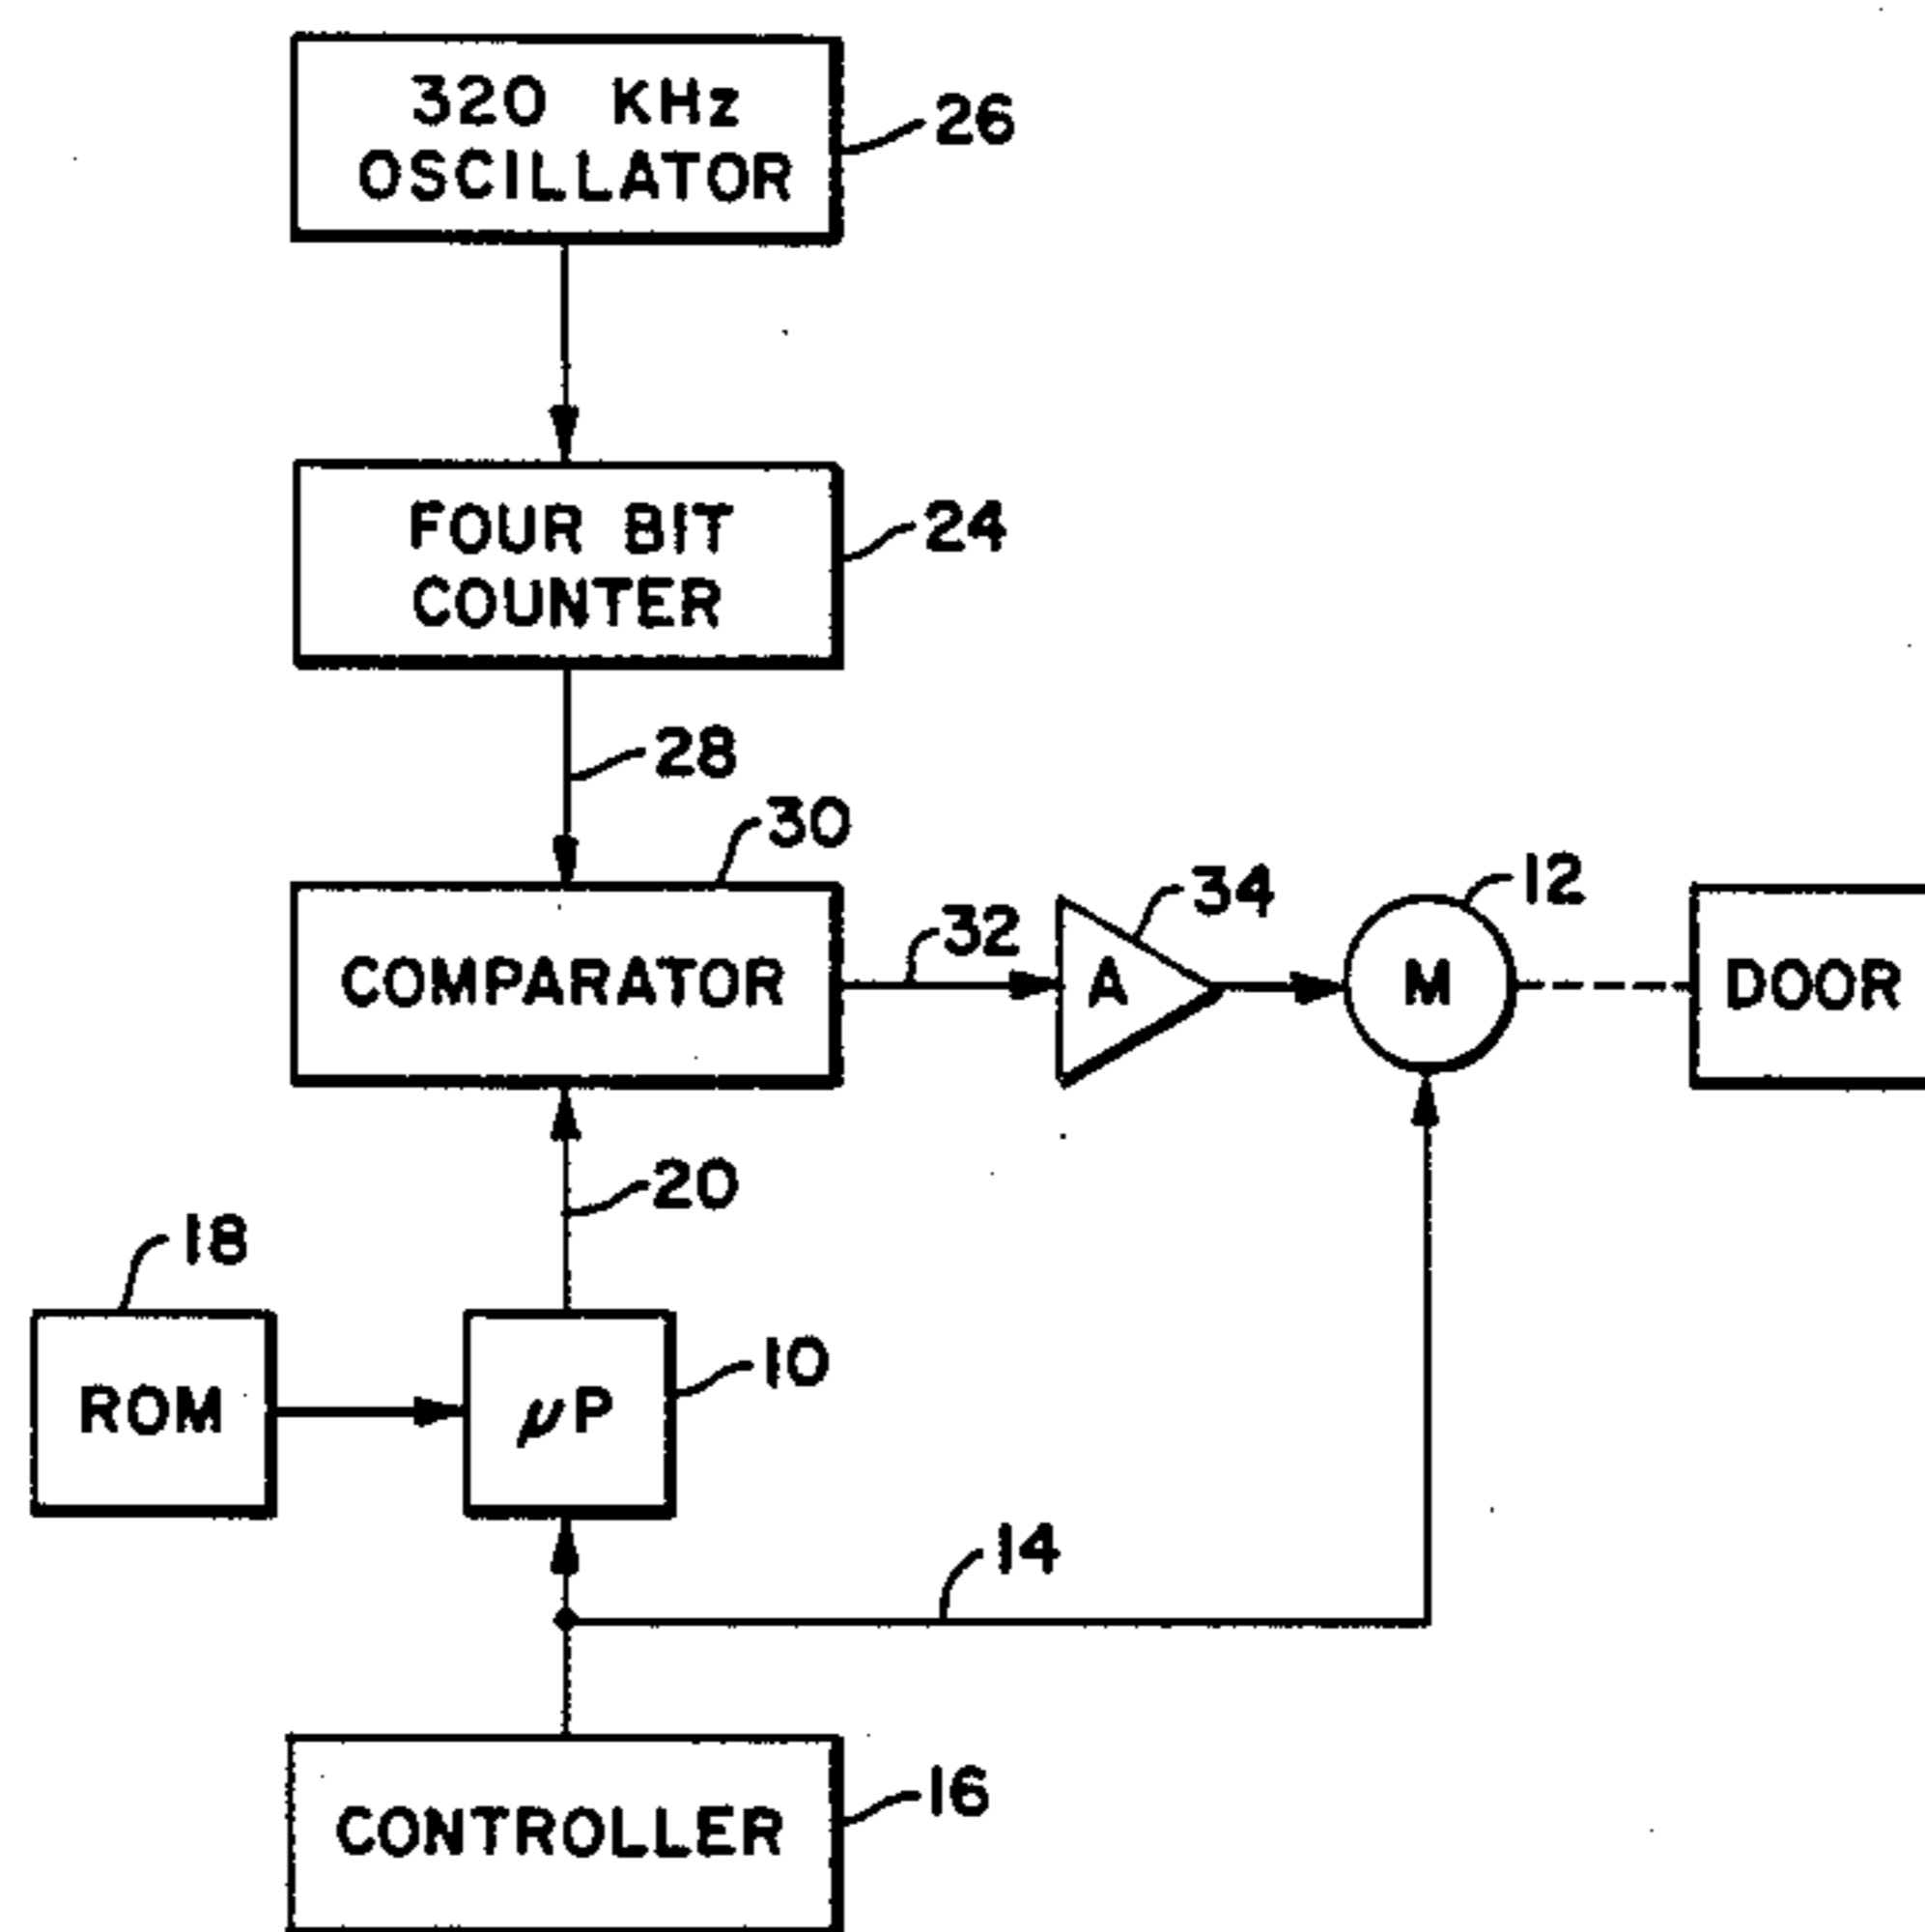 320 KHz
OSCILLATOR
26
FOUR BIT
COUNTER
24
28
30
COMPARATOR
32
A
34
M
12
DOOR
20
18
ROM
μP
10
14
CONTROLLER
16